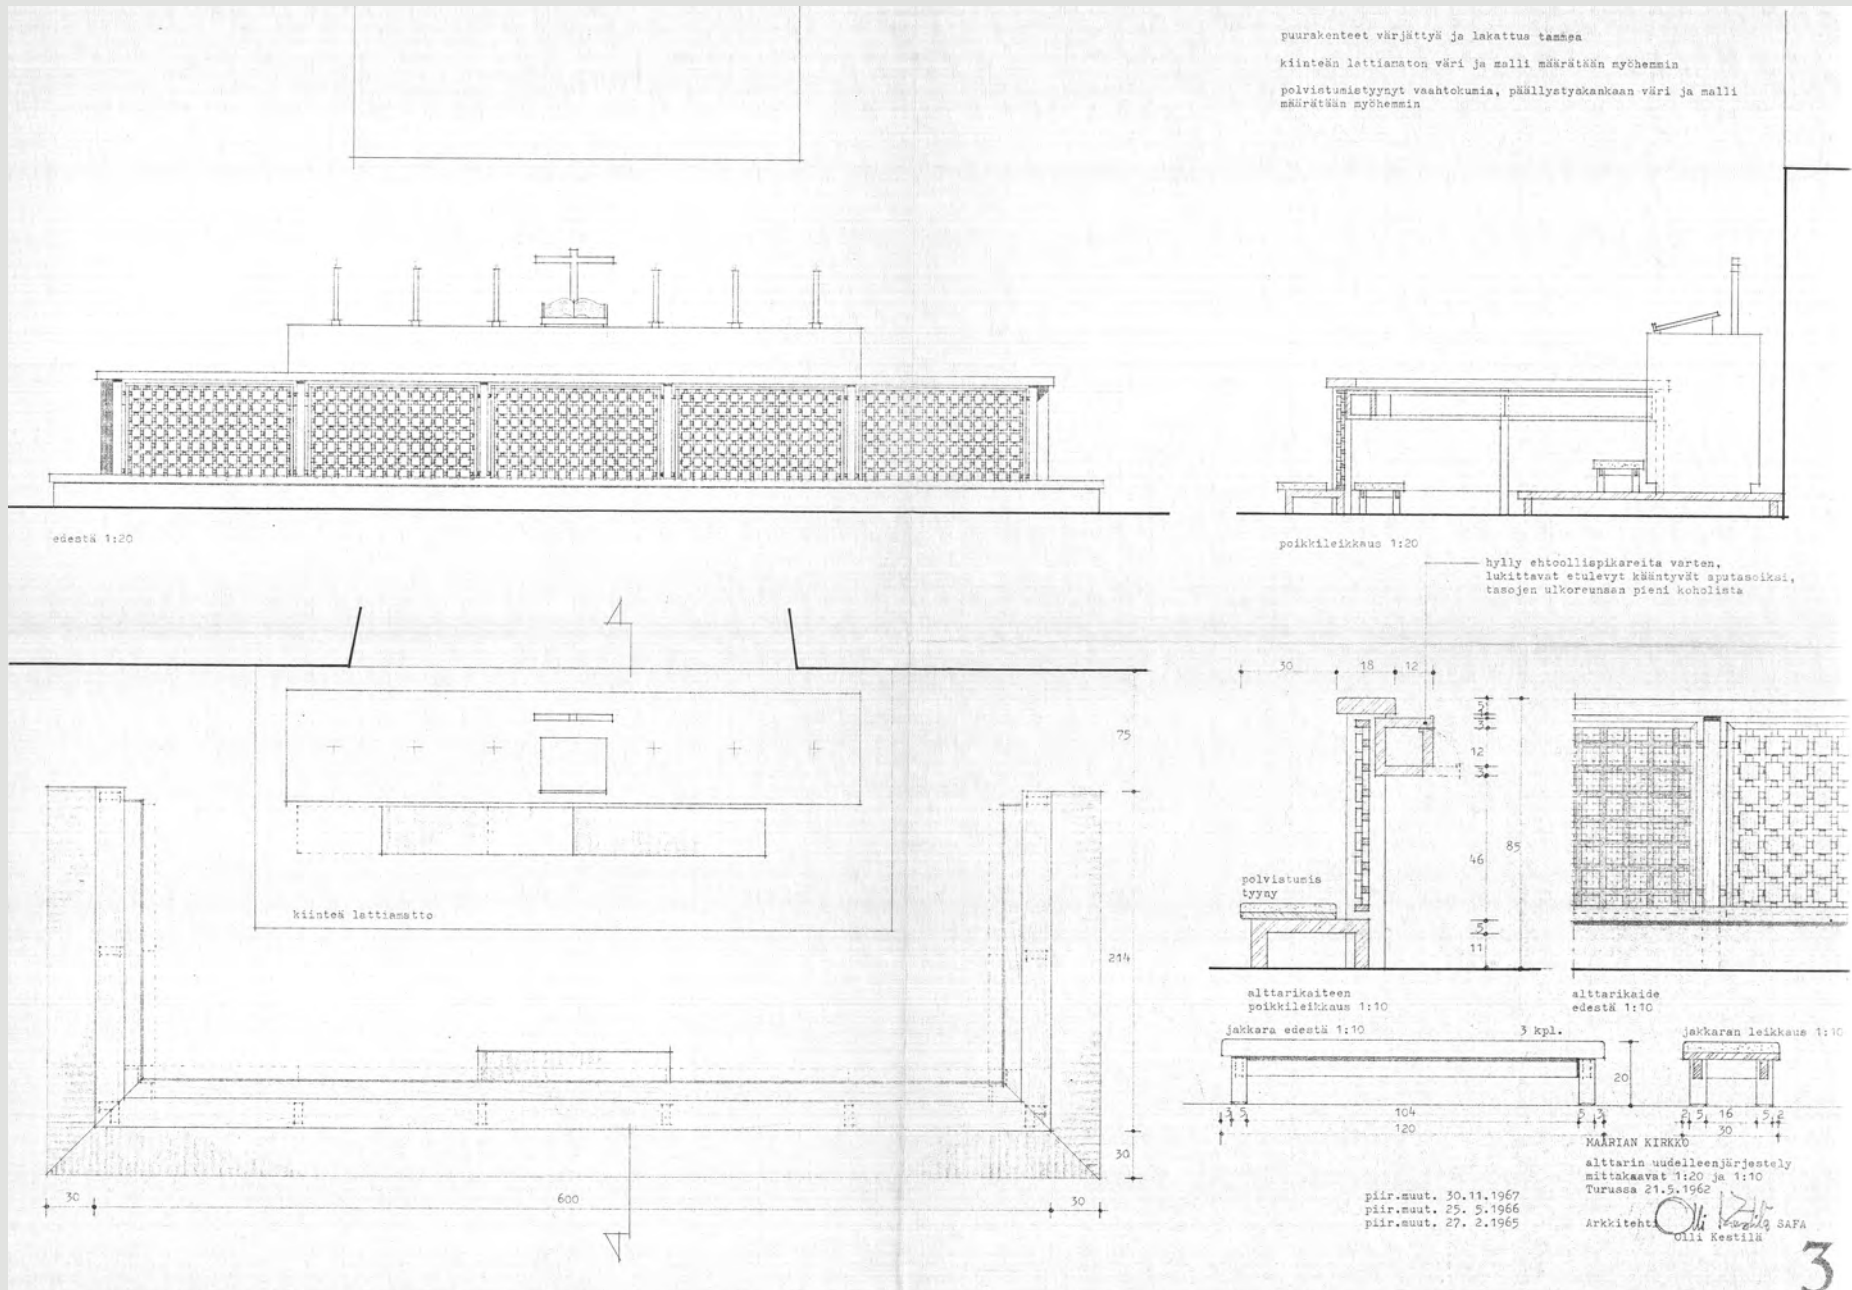 puurakenteet värjättyä ja lakattua tammea
kiinteän lattiamaton väri ja malli määrätään myöhemmin
polvistumistyynyt vaahtokumia, päällystyskankaan väri ja malli
määrätään myöhemmin
edestä 1:20
poikkileikkaus 1:20
hylly ehtoollispikareita varten,
lukittavat etulevyt kääntyvät aputasoiksi,
tasojen ulkoreunaan pieni koholista
30 18 12
5
3
12
3
46
85
5
11
polvistumis
tyyny
alttarikaiteen
poikkileikkaus 1:10
alttarikaide
edestä 1:10
kiinteä lattiamatto
75
214
30
30
600
30
jakkara edestä 1:10
3 kpl.
jakkaran leikkaus 1:10
20
3 5 104 5 3
120
2 5 16 5 2
30
MAARIAN KIRKKO
alttarin uudelleenjärjestely
mittakaavat 1:20 ja 1:10
Turussa 21.5.1962
piir.muut. 30.11.1967
piir.muut. 25. 5.1966
piir.muut. 27. 2.1965
Arkkitehti Olli Kestilä SAFA
Olli Kestilä
3